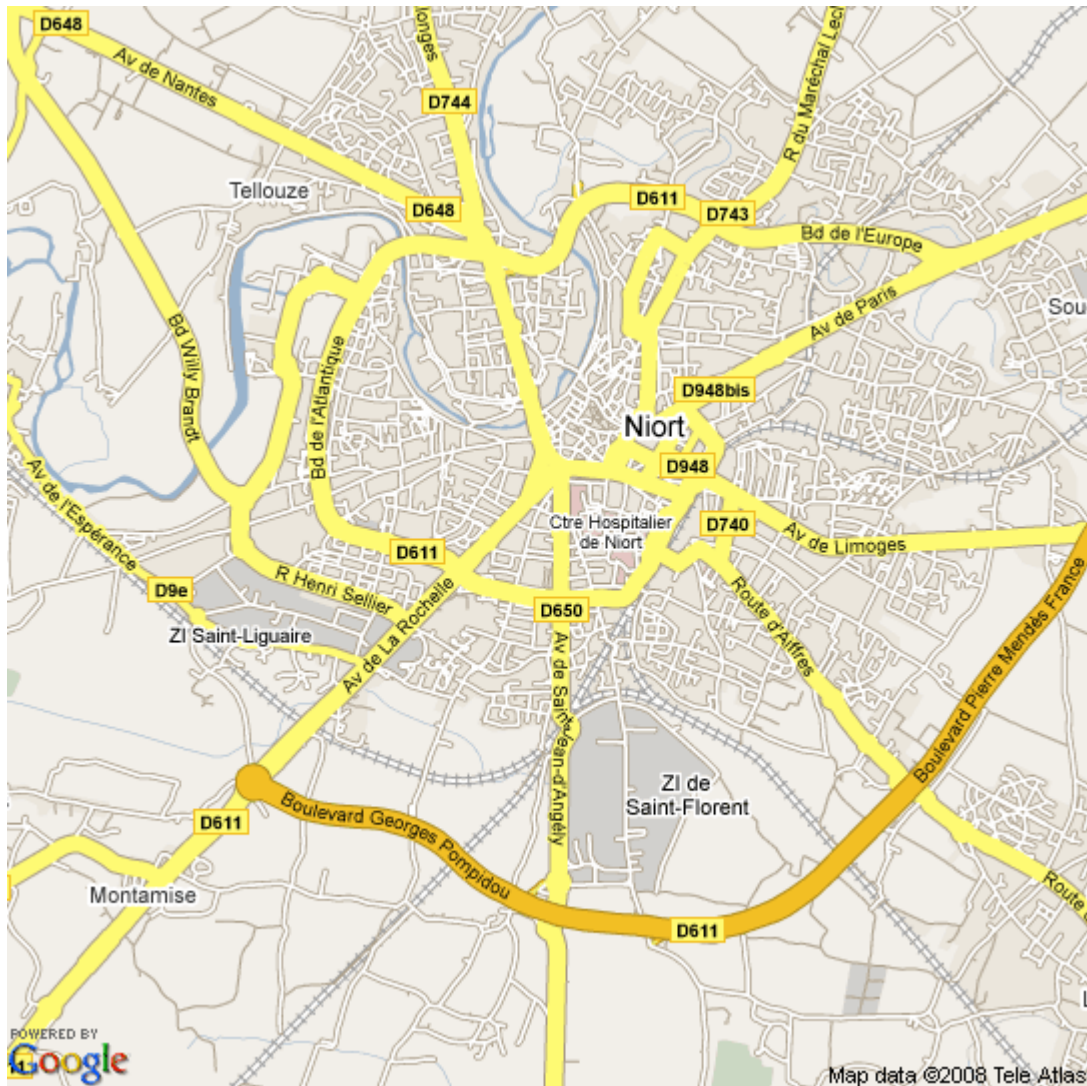 D648
Av de Nantes
longes
D744
R du Maréchal Lecl
Tellouze
D648
D611
D743
Bd de l'Europe
Sou
Av de Paris
Bd Willy Brandt
Bd de l'Atlantique
D948bis
Niort
D948
Av de l'Espérance
Ctre Hospitalier
de Niort
D740
Av de Limoges
D611
D9e
R Henri Sellier
D650
Route d'Aiffres
ZI Saint-Liguaire
Av de La Rochelle
Av de Saint-Jean-d'Angély
Boulevard Pierre Mendès France
ZI de
Saint-Florent
D611
Boulevard Georges Pompidou
Montamise
Route
D611
L
POWERED BY
Google
Map data ©2008 Tele Atlas